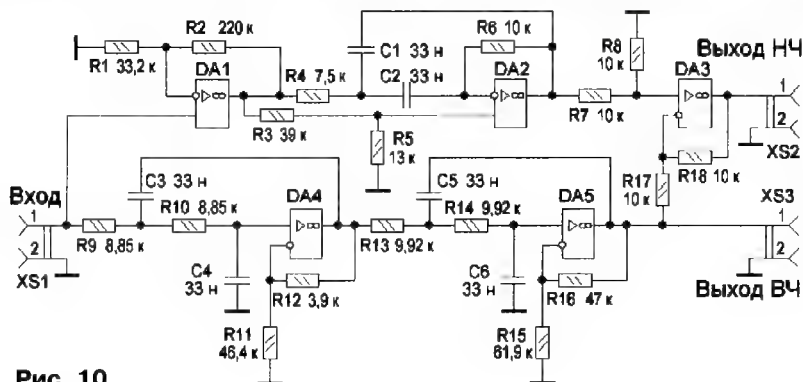 R2 220 к
R1 33,2 к
DA1
C1 33 н
C2 33 н
R6 10 к
DA2
R8
10 к
Выход НЧ
DA3
R4 7,5 к
R3 39 к
R5
13 к
R7 10 к
1
2
XS2
R18 10 к
R17
10 к
XS3
Вход
1
2
XS1
C3 33 н
R10 8,85 к
R9 8,85 к
DA4
C5 33 н
R14 9,92 к
R13 9,92 к
DA5
1
2
Выход ВЧ
C4
33 н
R12 3,9 к
R11
46,4 к
C6
33 н
R16 47 к
R15
61,9 к
▷∞
▷∞
▷∞
▷∞
▷∞
Рис. 10